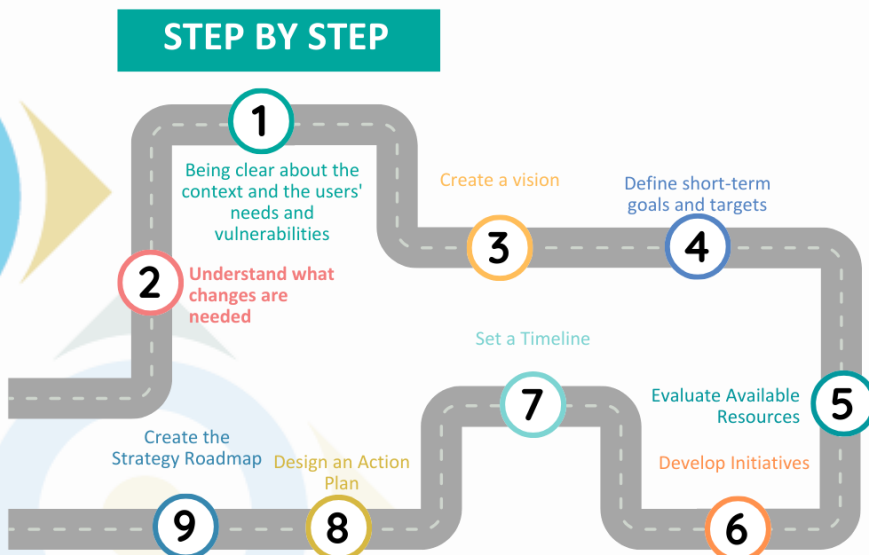 STEP BY STEP
1
Being clear about the
context and the users'
needs and
vulnerabilities
2
Understand what
changes are
needed
3
Create a vision
4
Define short-term
goals and targets
5
Evaluate Available
Resources
6
Develop Initiatives
7
Set a Timeline
8
Design an Action
Plan
9
Create the
Strategy Roadmap